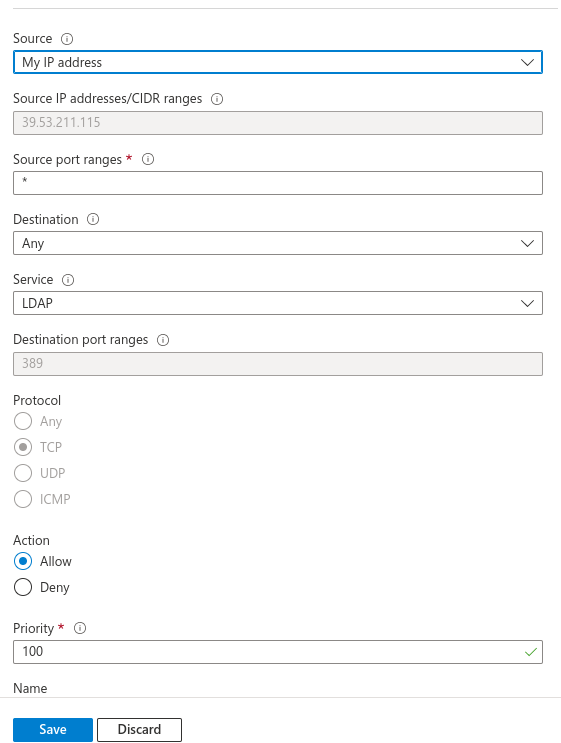 Source
My IP address
Source IP addresses/CIDR ranges
39.53.211.115
Source port ranges *
*
Destination
Any
Service
LDAP
Destination port ranges
389
Protocol
Any
TCP
UDP
ICMP
Action
Allow
Deny
Priority *
100
Name
Save Discard